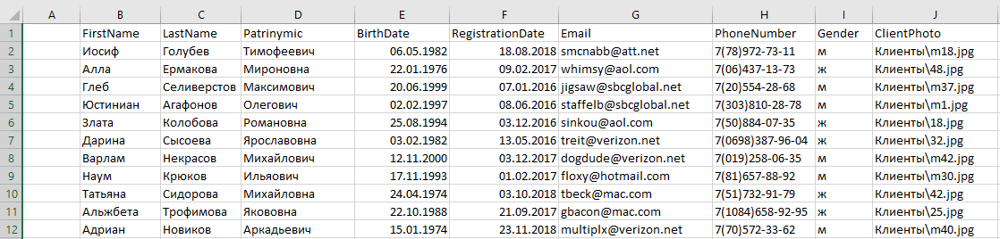 A B C D E F G H I J
1 FirstName LastName Patrinymic BirthDate RegistrationDate Email PhoneNumber Gender ClientPhoto
2 Иосиф Голубев Тимофеевич 06.05.1982 18.08.2018 smcnabb@att.net 7(78)972-73-11 м Клиенты\m18.jpg
3 Алла Ермакова Мироновна 22.01.1976 09.02.2017 whimsy@aol.com 7(06)437-13-73 ж Клиенты\48.jpg
4 Глеб Селиверстов Максимович 20.06.1999 07.01.2016 jigsaw@sbcglobal.net 7(20)554-28-68 м Клиенты\m37.jpg
5 Юстиниан Агафонов Олегович 02.02.1997 08.06.2016 staffelb@sbcglobal.net 7(303)810-28-78 м Клиенты\m1.jpg
6 Злата Колобова Романовна 25.08.1994 03.12.2016 sinkou@aol.com 7(50)884-07-35 ж Клиенты\18.jpg
7 Дарина Сысоева Ярославовна 03.02.1982 13.05.2016 treit@verizon.net 7(0698)387-96-04 ж Клиенты\32.jpg
8 Варлам Некрасов Михайлович 12.11.2000 03.12.2017 dogdude@verizon.net 7(019)258-06-35 м Клиенты\m42.jpg
9 Наум Крюков Ильяович 17.11.1993 01.02.2017 floxy@hotmail.com 7(81)657-88-92 м Клиенты\m30.jpg
10 Татьяна Сидорова Михайловна 24.04.1974 03.10.2018 tbeck@mac.com 7(51)732-91-79 ж Клиенты\42.jpg
11 Альжбета Трофимова Якововна 22.10.1988 21.09.2017 gbacon@mac.com 7(1084)658-92-95 ж Клиенты\25.jpg
12 Адриан Новиков Аркадьевич 15.01.1974 23.11.2018 multiplx@verizon.net 7(70)572-33-62 м Клиенты\m40.jpg